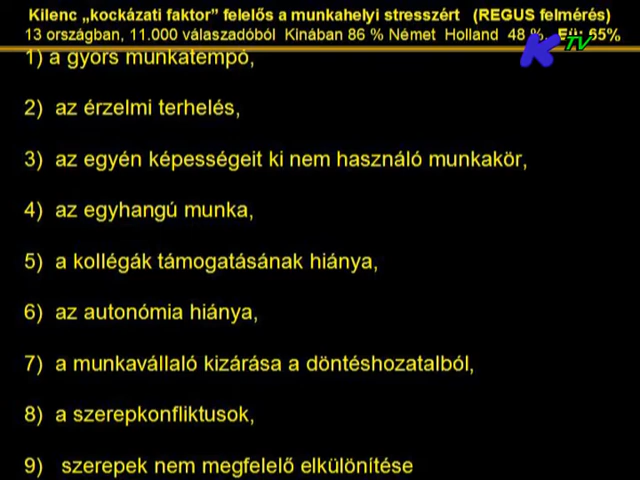 Kilenc „kockázati faktor” felelős a munkahelyi stresszért (REGUS felmérés)
13 országban, 11.000 válaszadóból Kínában 86 % Német Holland 48 %, 65%
K TV
1) a gyors munkatempó,
2) az érzelmi terhelés,
3) az egyén képességeit ki nem használó munkakör,
4) az egyhangú munka,
5) a kollégák támogatásának hiánya,
6) az autonómia hiánya,
7) a munkavállaló kizárása a döntéshozatalból,
8) a szerepkonfliktusok,
9) szerepek nem megfelelő elkülönítése